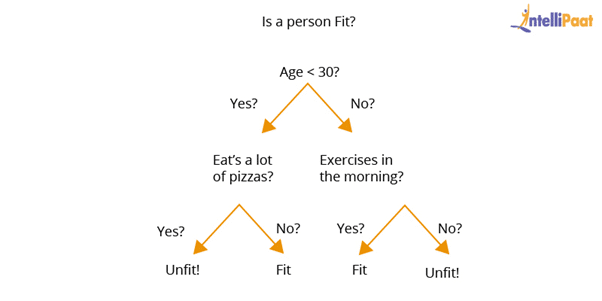 Is a person Fit?
intelliPaat
Age < 30?
Yes?
No?
Eat's a lot
of pizzas?
Exercises in
the morning?
Yes?
No?
Yes?
No?
Unfit!
Fit
Fit
Unfit!